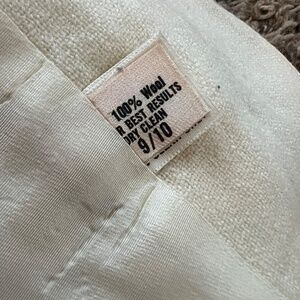 100% Wool
R BEST RESULTS
DRY CLEAN
9/10